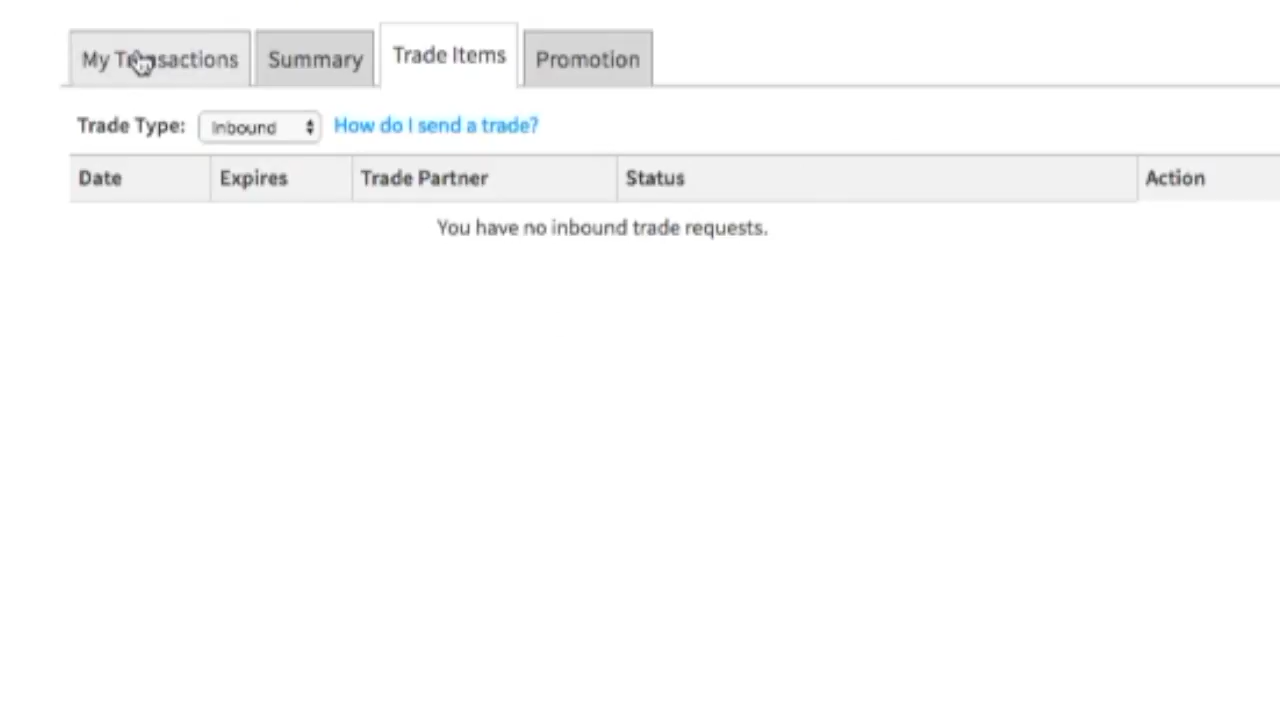 My Transactions Summary Trade Items Promotion
Trade Type: Inbound How do I send a trade?
Date Expires Trade Partner Status Action
You have no inbound trade requests.